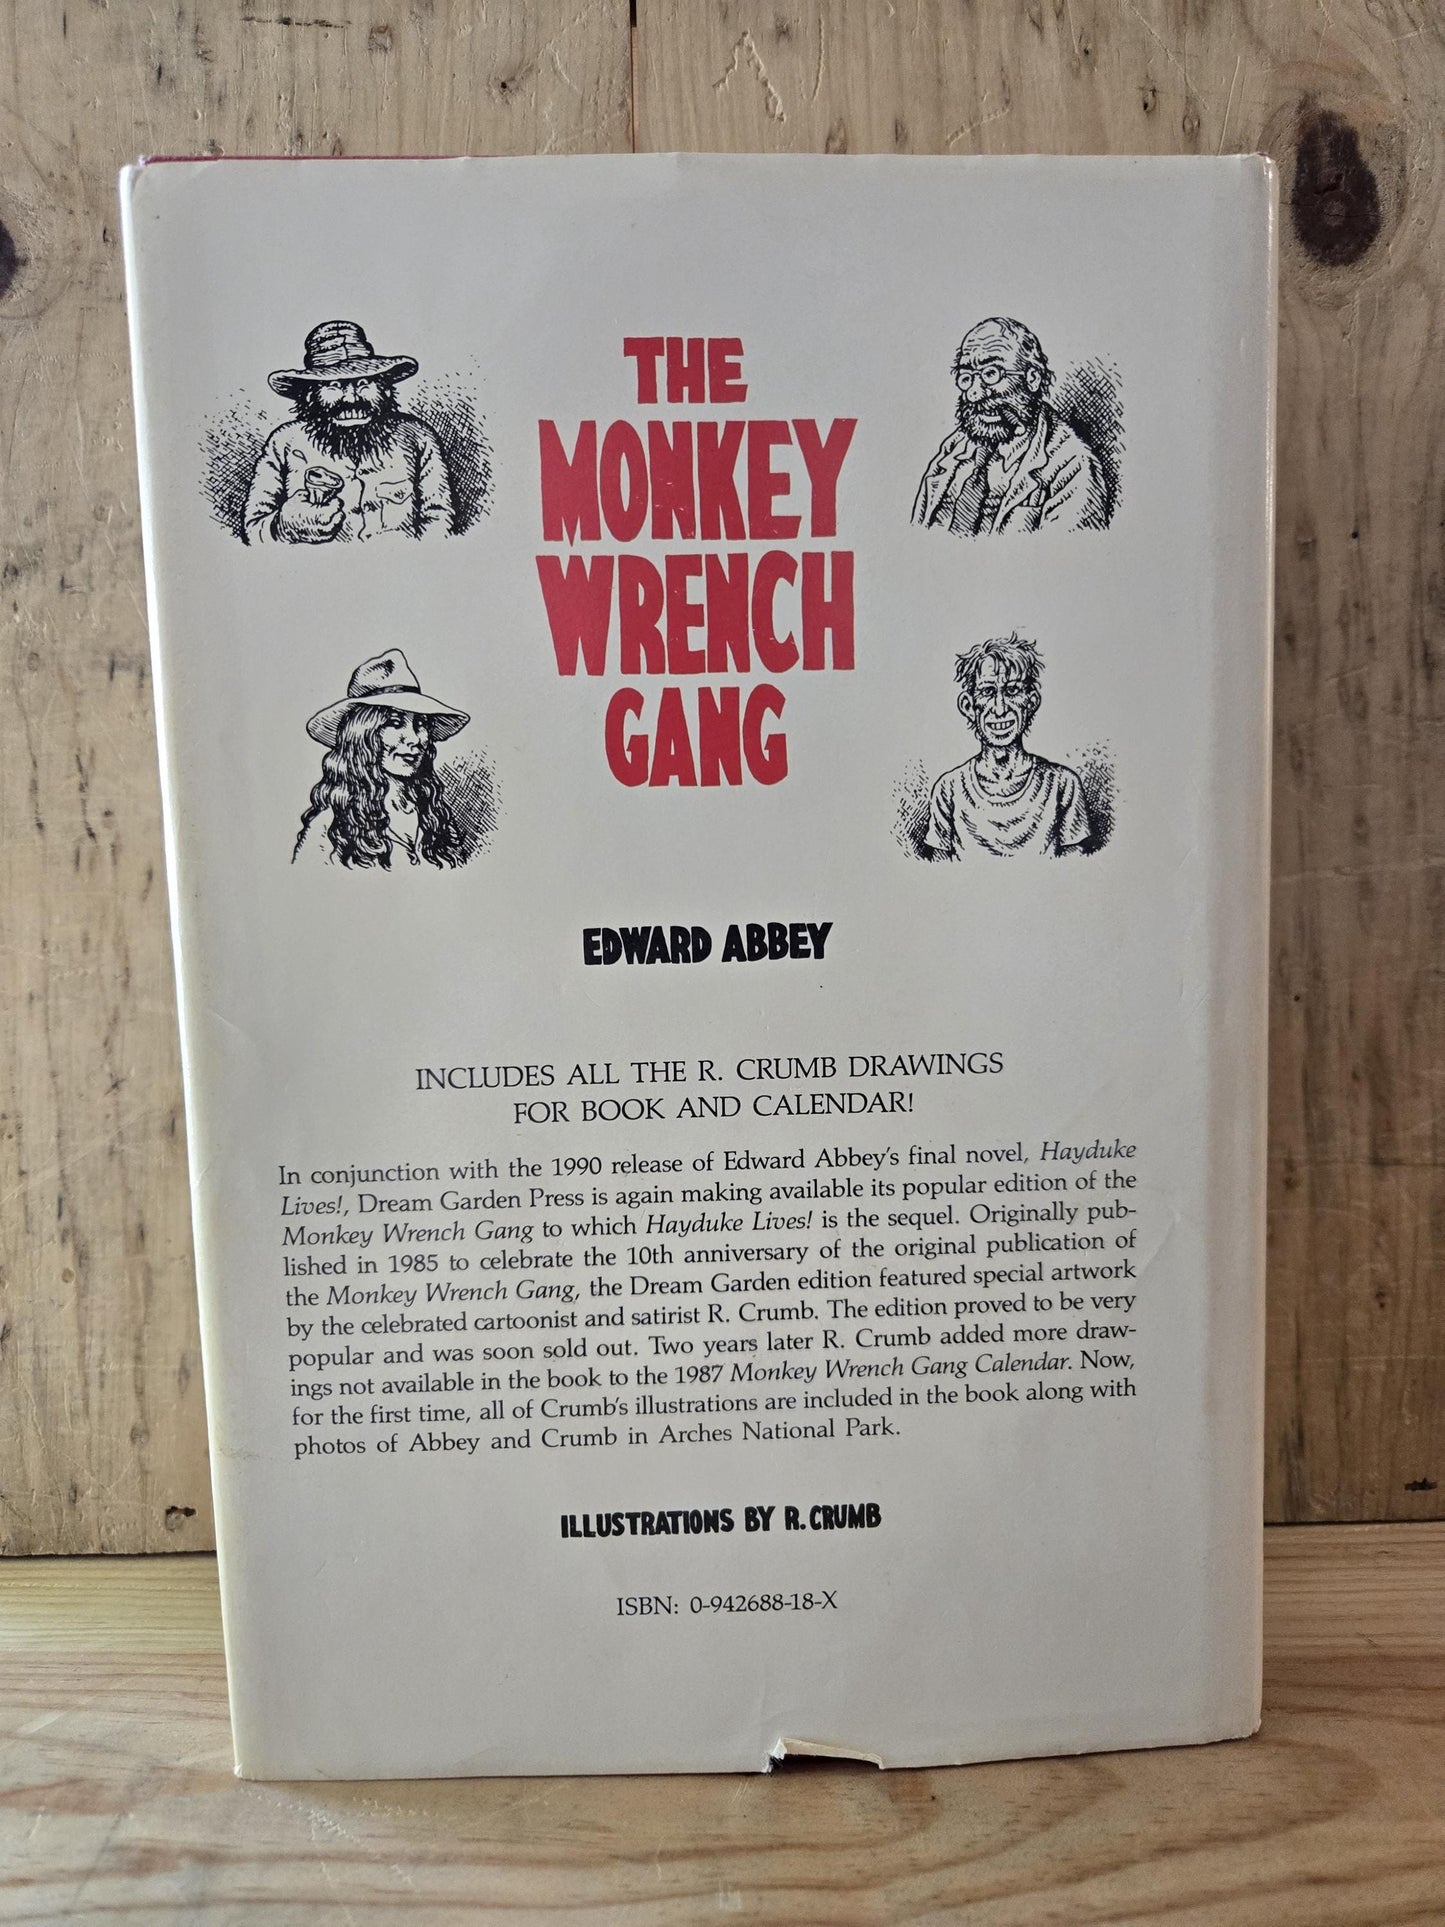 THE
MONKEY
WRENCH
GANG
EDWARD ABBEY
INCLUDES ALL THE R. CRUMB DRAWINGS
FOR BOOK AND CALENDAR!
In conjunction with the 1990 release of Edward Abbey's final novel, Hayduke
Lives!, Dream Garden Press is again making available its popular edition of the
Monkey Wrench Gang to which Hayduke Lives! is the sequel. Originally pub-
lished in 1985 to celebrate the 10th anniversary of the original publication of
the Monkey Wrench Gang, the Dream Garden edition featured special artwork
by the celebrated cartoonist and satirist R. Crumb. The edition proved to be very
popular and was soon sold out. Two years later R. Crumb added more draw-
ings not available in the book to the 1987 Monkey Wrench Gang Calendar. Now,
for the first time, all of Crumb's illustrations are included in the book along with
photos of Abbey and Crumb in Arches National Park.
ILLUSTRATIONS BY R. CRUMB
ISBN: 0-942688-18-X